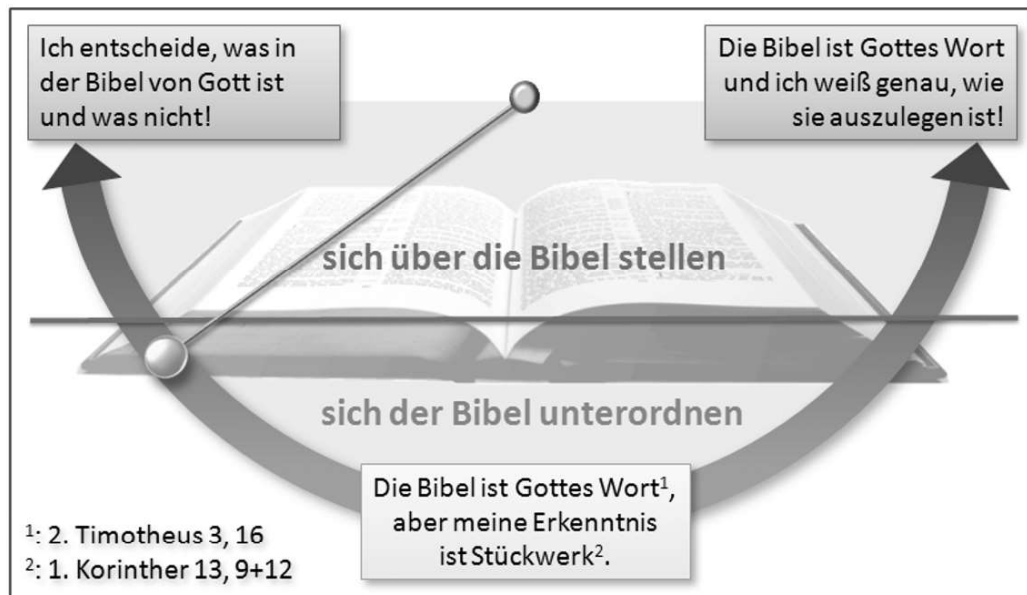 Ich entscheide, was in
der Bibel von Gott ist
und was nicht!
Die Bibel ist Gottes Wort
und ich weiß genau, wie
sie auszulegen ist!
sich über die Bibel stellen
sich der Bibel unterordnen
Die Bibel ist Gottes Wort¹,
aber meine Erkenntnis
ist Stückwerk².
¹: 2. Timotheus 3, 16
²: 1. Korinther 13, 9+12